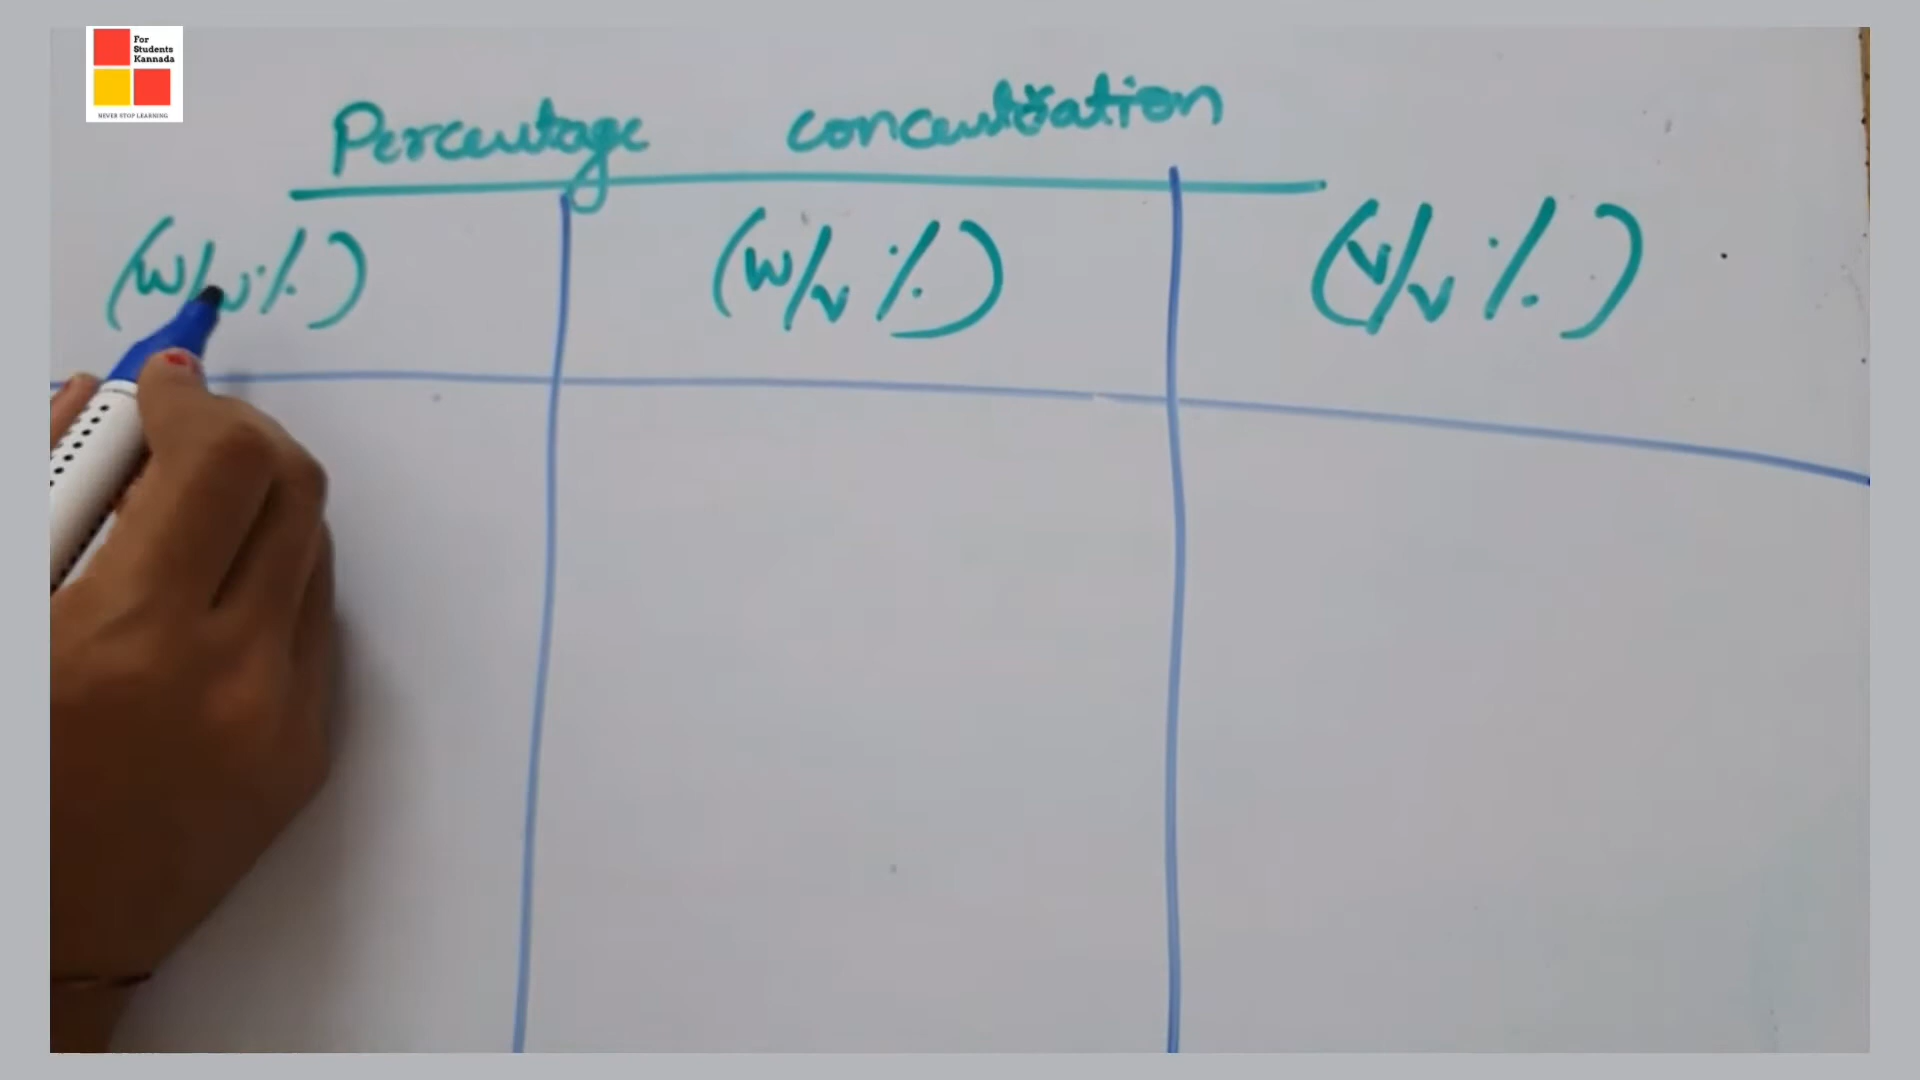 For
Students
Kannada
NEVER STOP LEARNING
Percentage concentration
(W/W %) (W/V %) (V/V %)